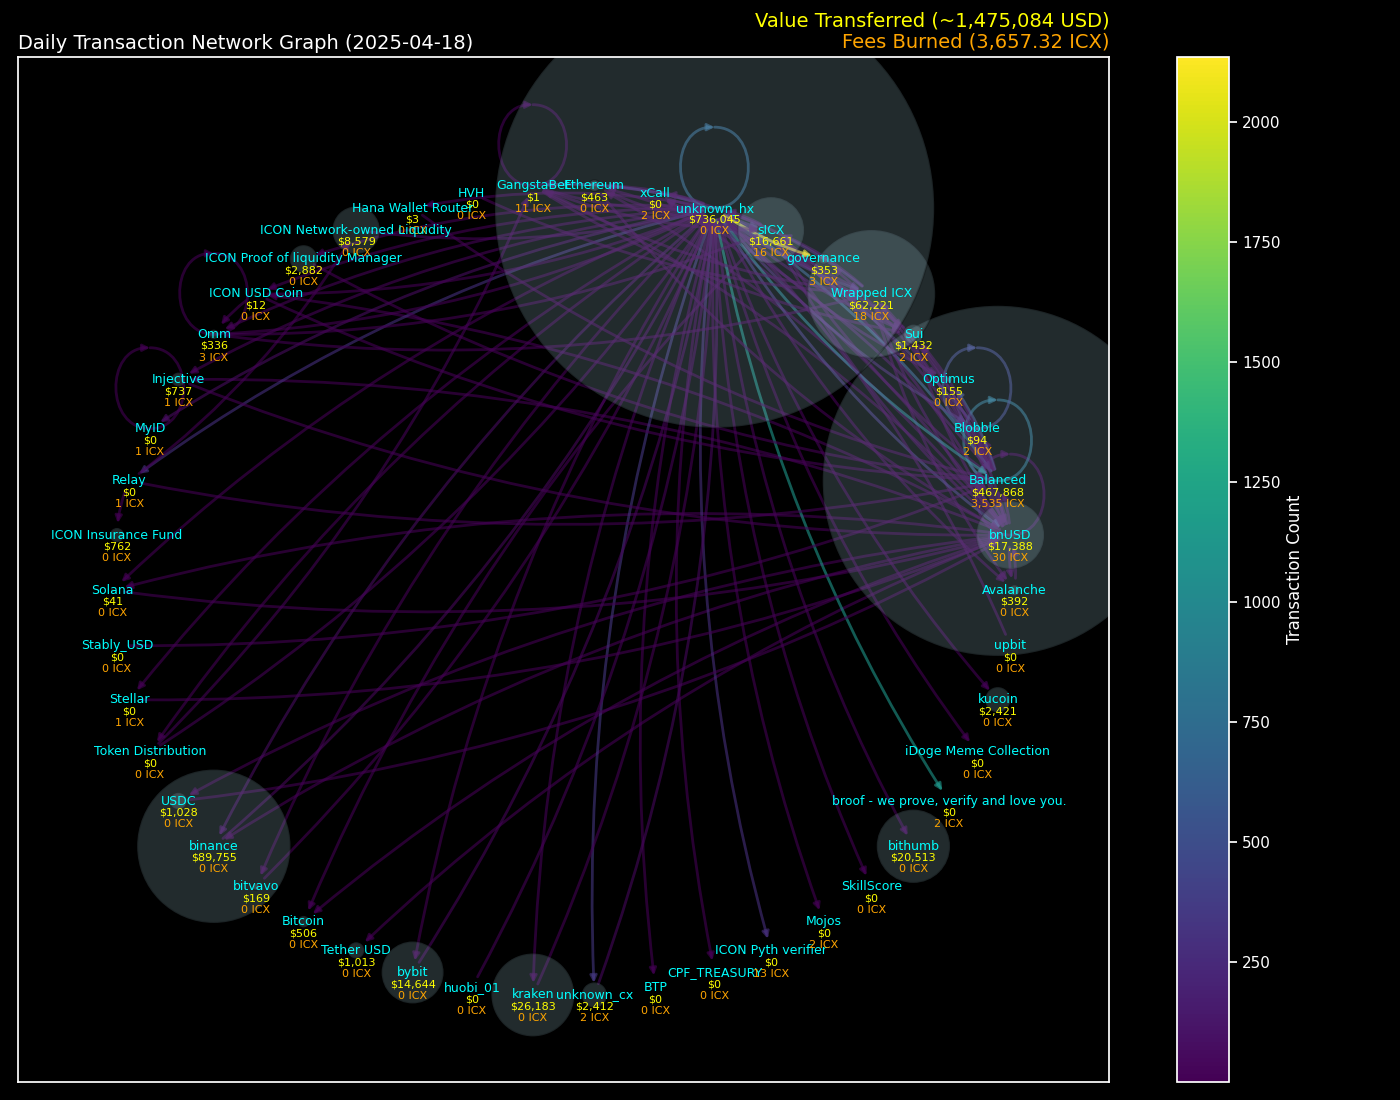 Value Transferred (~1,475,084 USD)
Daily Transaction Network Graph (2025-04-18)
Fees Burned (3,657.32 ICX)
GangstaBet
$1
11 ICX
Ethereum
$463
0 ICX
HVH
$0
0 ICX
xCall
$0
2 ICX
Hana Wallet Router
$3
0 ICX
unknown_hx
$736,045
0 ICX
ICON Network-owned Liquidity
$8,579
0 ICX
sICX
$16,661
16 ICX
ICON Proof of liquidity Manager
$2,882
0 ICX
governance
$353
3 ICX
ICON USD Coin
$12
0 ICX
Wrapped ICX
$62,221
18 ICX
Omm
$336
3 ICX
Sui
$1,432
2 ICX
Injective
$737
1 ICX
Optimus
$155
0 ICX
MyID
$0
1 ICX
Blobble
$94
2 ICX
Relay
$0
1 ICX
Balanced
$467,868
3,535 ICX
ICON Insurance Fund
$762
0 ICX
bnUSD
$17,388
30 ICX
Solana
$41
0 ICX
Avalanche
$392
0 ICX
Stably_USD
$0
0 ICX
upbit
$0
0 ICX
Stellar
$0
1 ICX
kucoin
$2,421
0 ICX
Token Distribution
$0
0 ICX
iDoge Meme Collection
$0
0 ICX
USDC
$1,028
0 ICX
broof - we prove, verify and love you.
$0
2 ICX
binance
$89,755
0 ICX
bithumb
$20,513
0 ICX
bitvavo
$169
0 ICX
SkillScore
$0
0 ICX
Bitcoin
$506
0 ICX
Mojos
$0
2 ICX
Tether USD
$1,013
0 ICX
ICON Pyth verifier
$0
13 ICX
bybit
$14,644
0 ICX
CPF_TREASURY
$0
0 ICX
huobi_01
$0
0 ICX
kraken
$26,183
0 ICX
unknown_cx
$2,412
2 ICX
BTP
$0
0 ICX
2000
1750
1500
1250
1000
750
500
250
Transaction Count